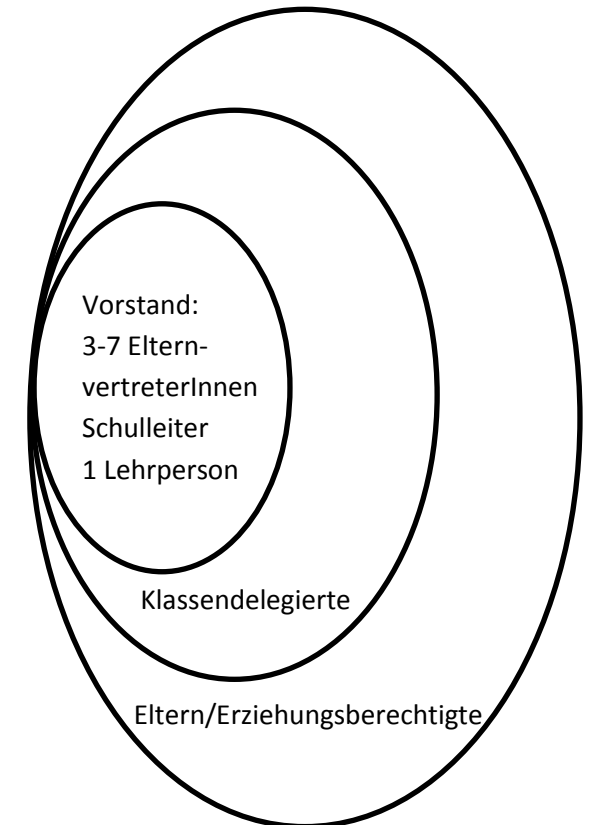 Vorstand:
3-7 Eltern-
vertreterInnen
Schulleiter
1 Lehrperson
Klassendelegierte
Eltern/Erziehungsberechtigte